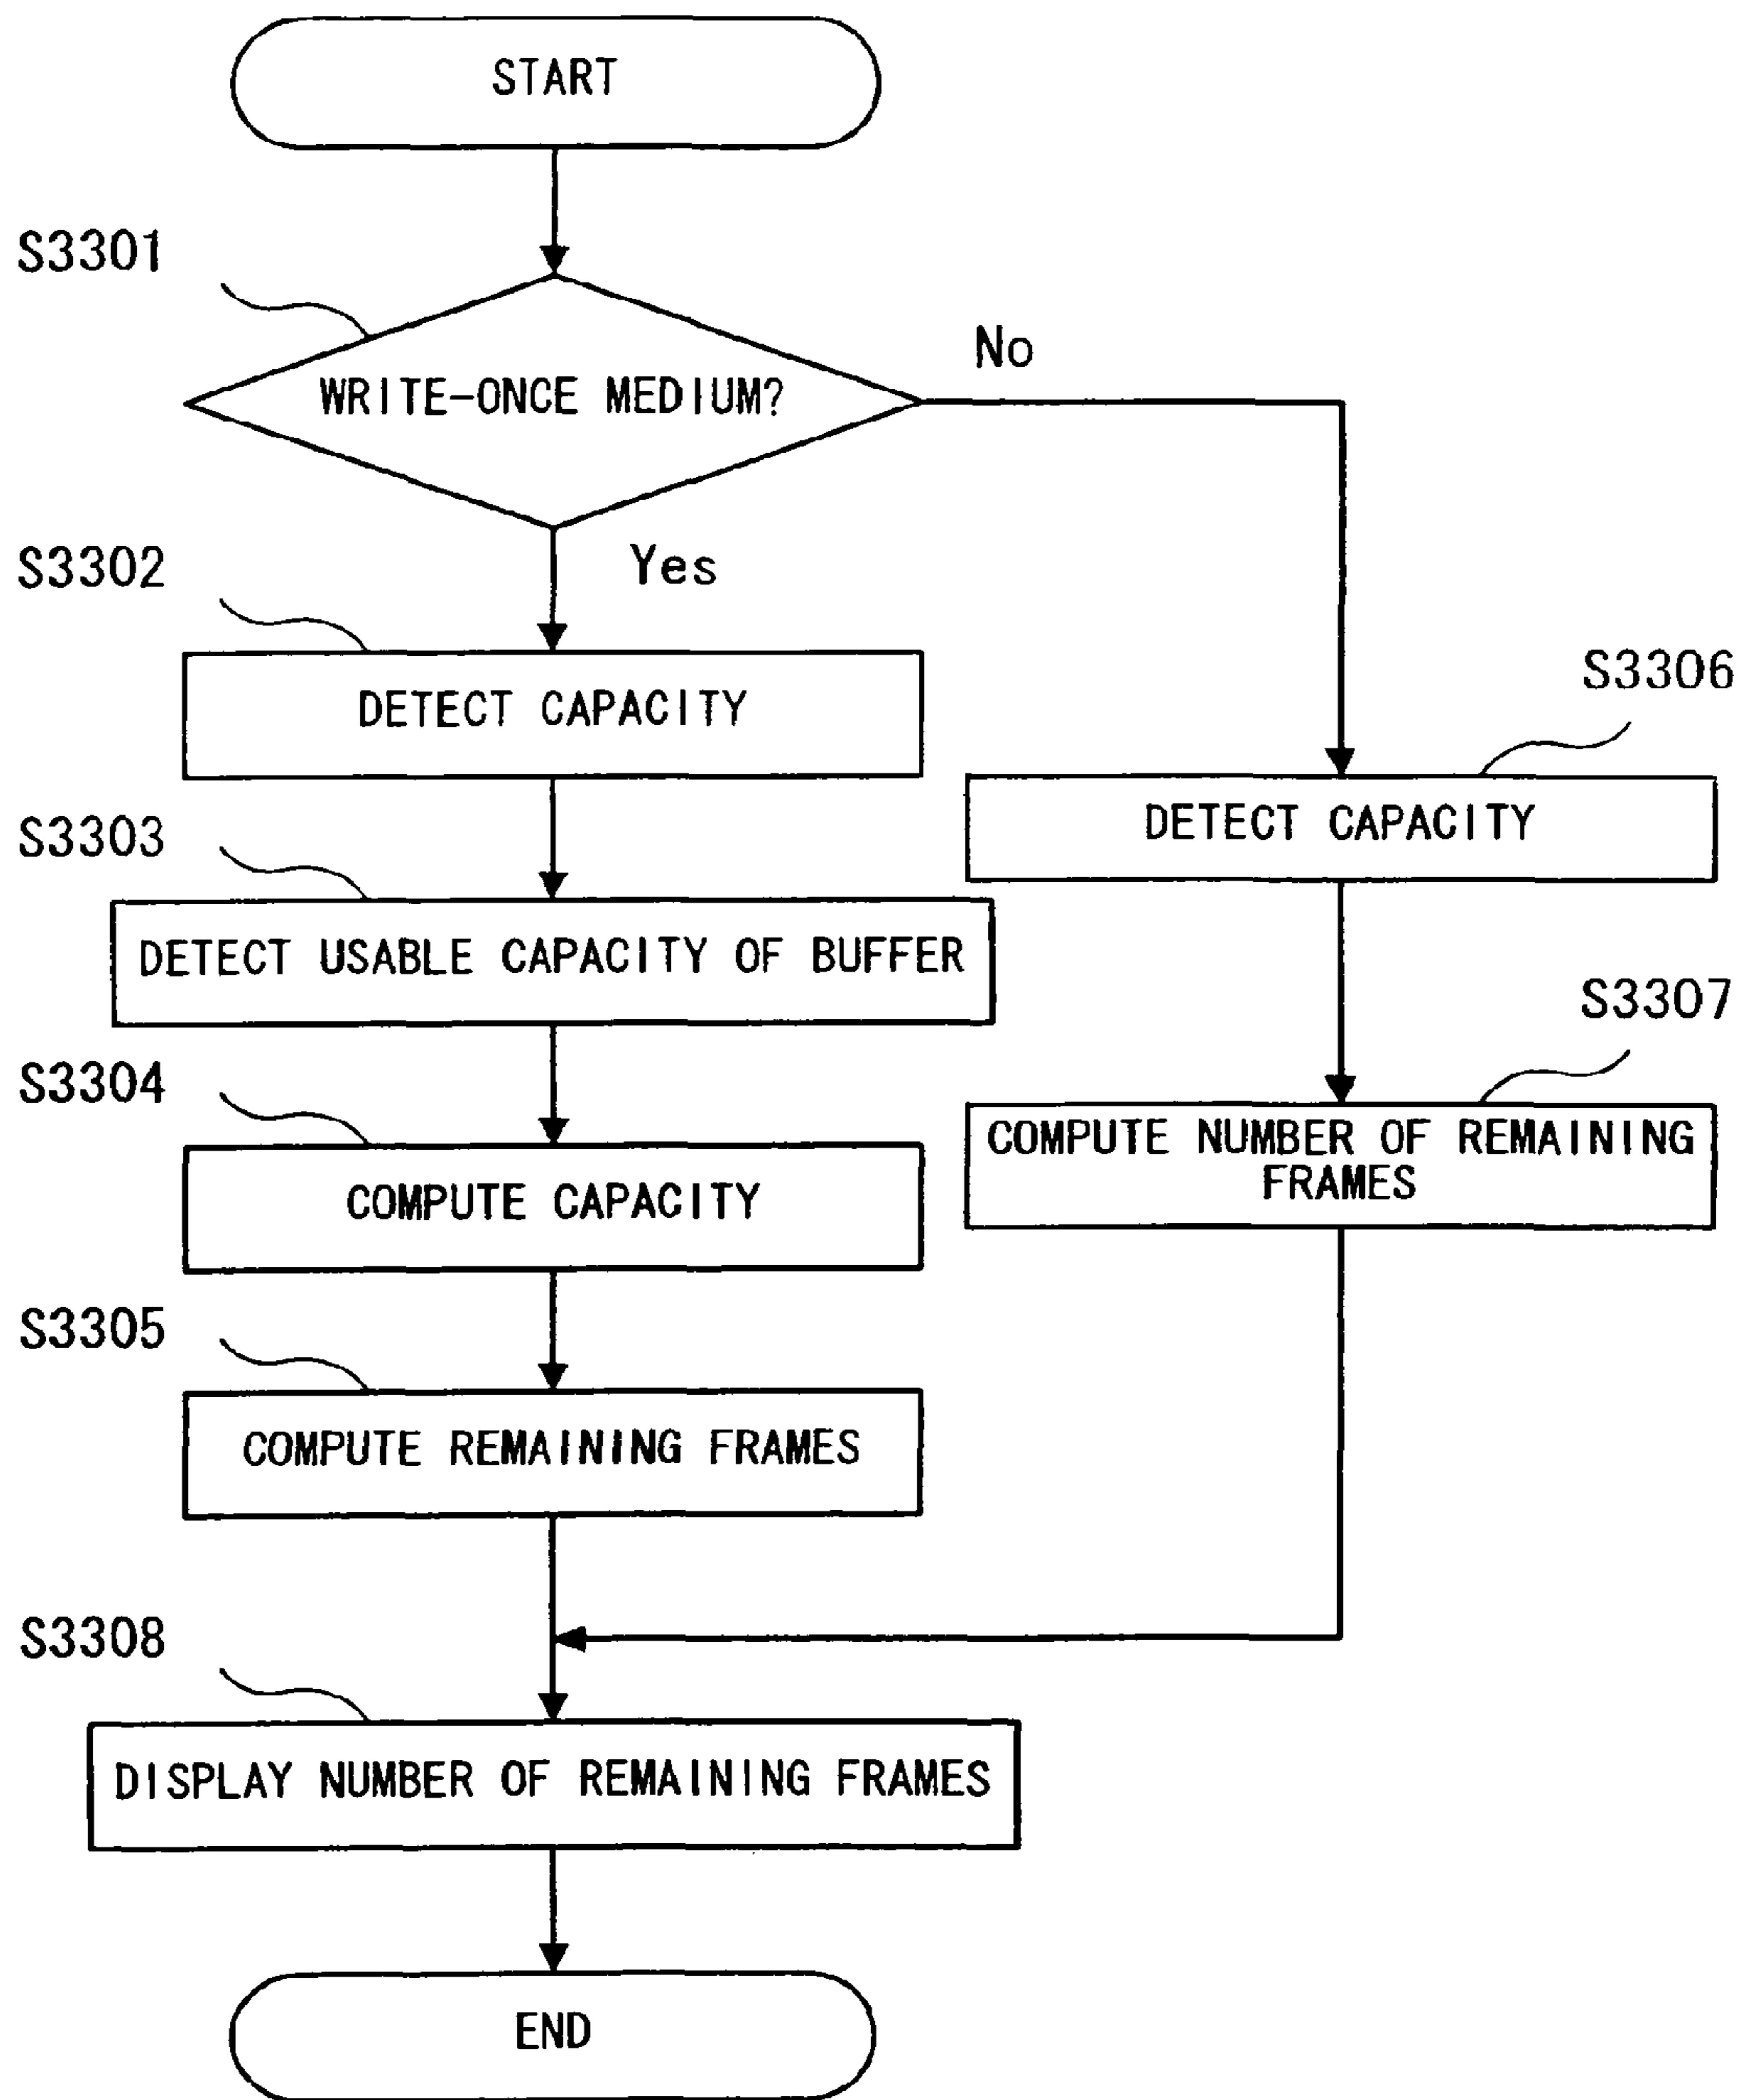 START
S3301
No
WRITE-ONCE MEDIUM?
S3302
Yes
S3306
DETECT CAPACITY
S3303
DETECT CAPACITY
DETECT USABLE CAPACITY OF BUFFER
S3307
S3304
COMPUTE NUMBER OF REMAINING
FRAMES
COMPUTE CAPACITY
S3305
COMPUTE REMAINING FRAMES
S3308
DISPLAY NUMBER OF REMAINING FRAMES
END